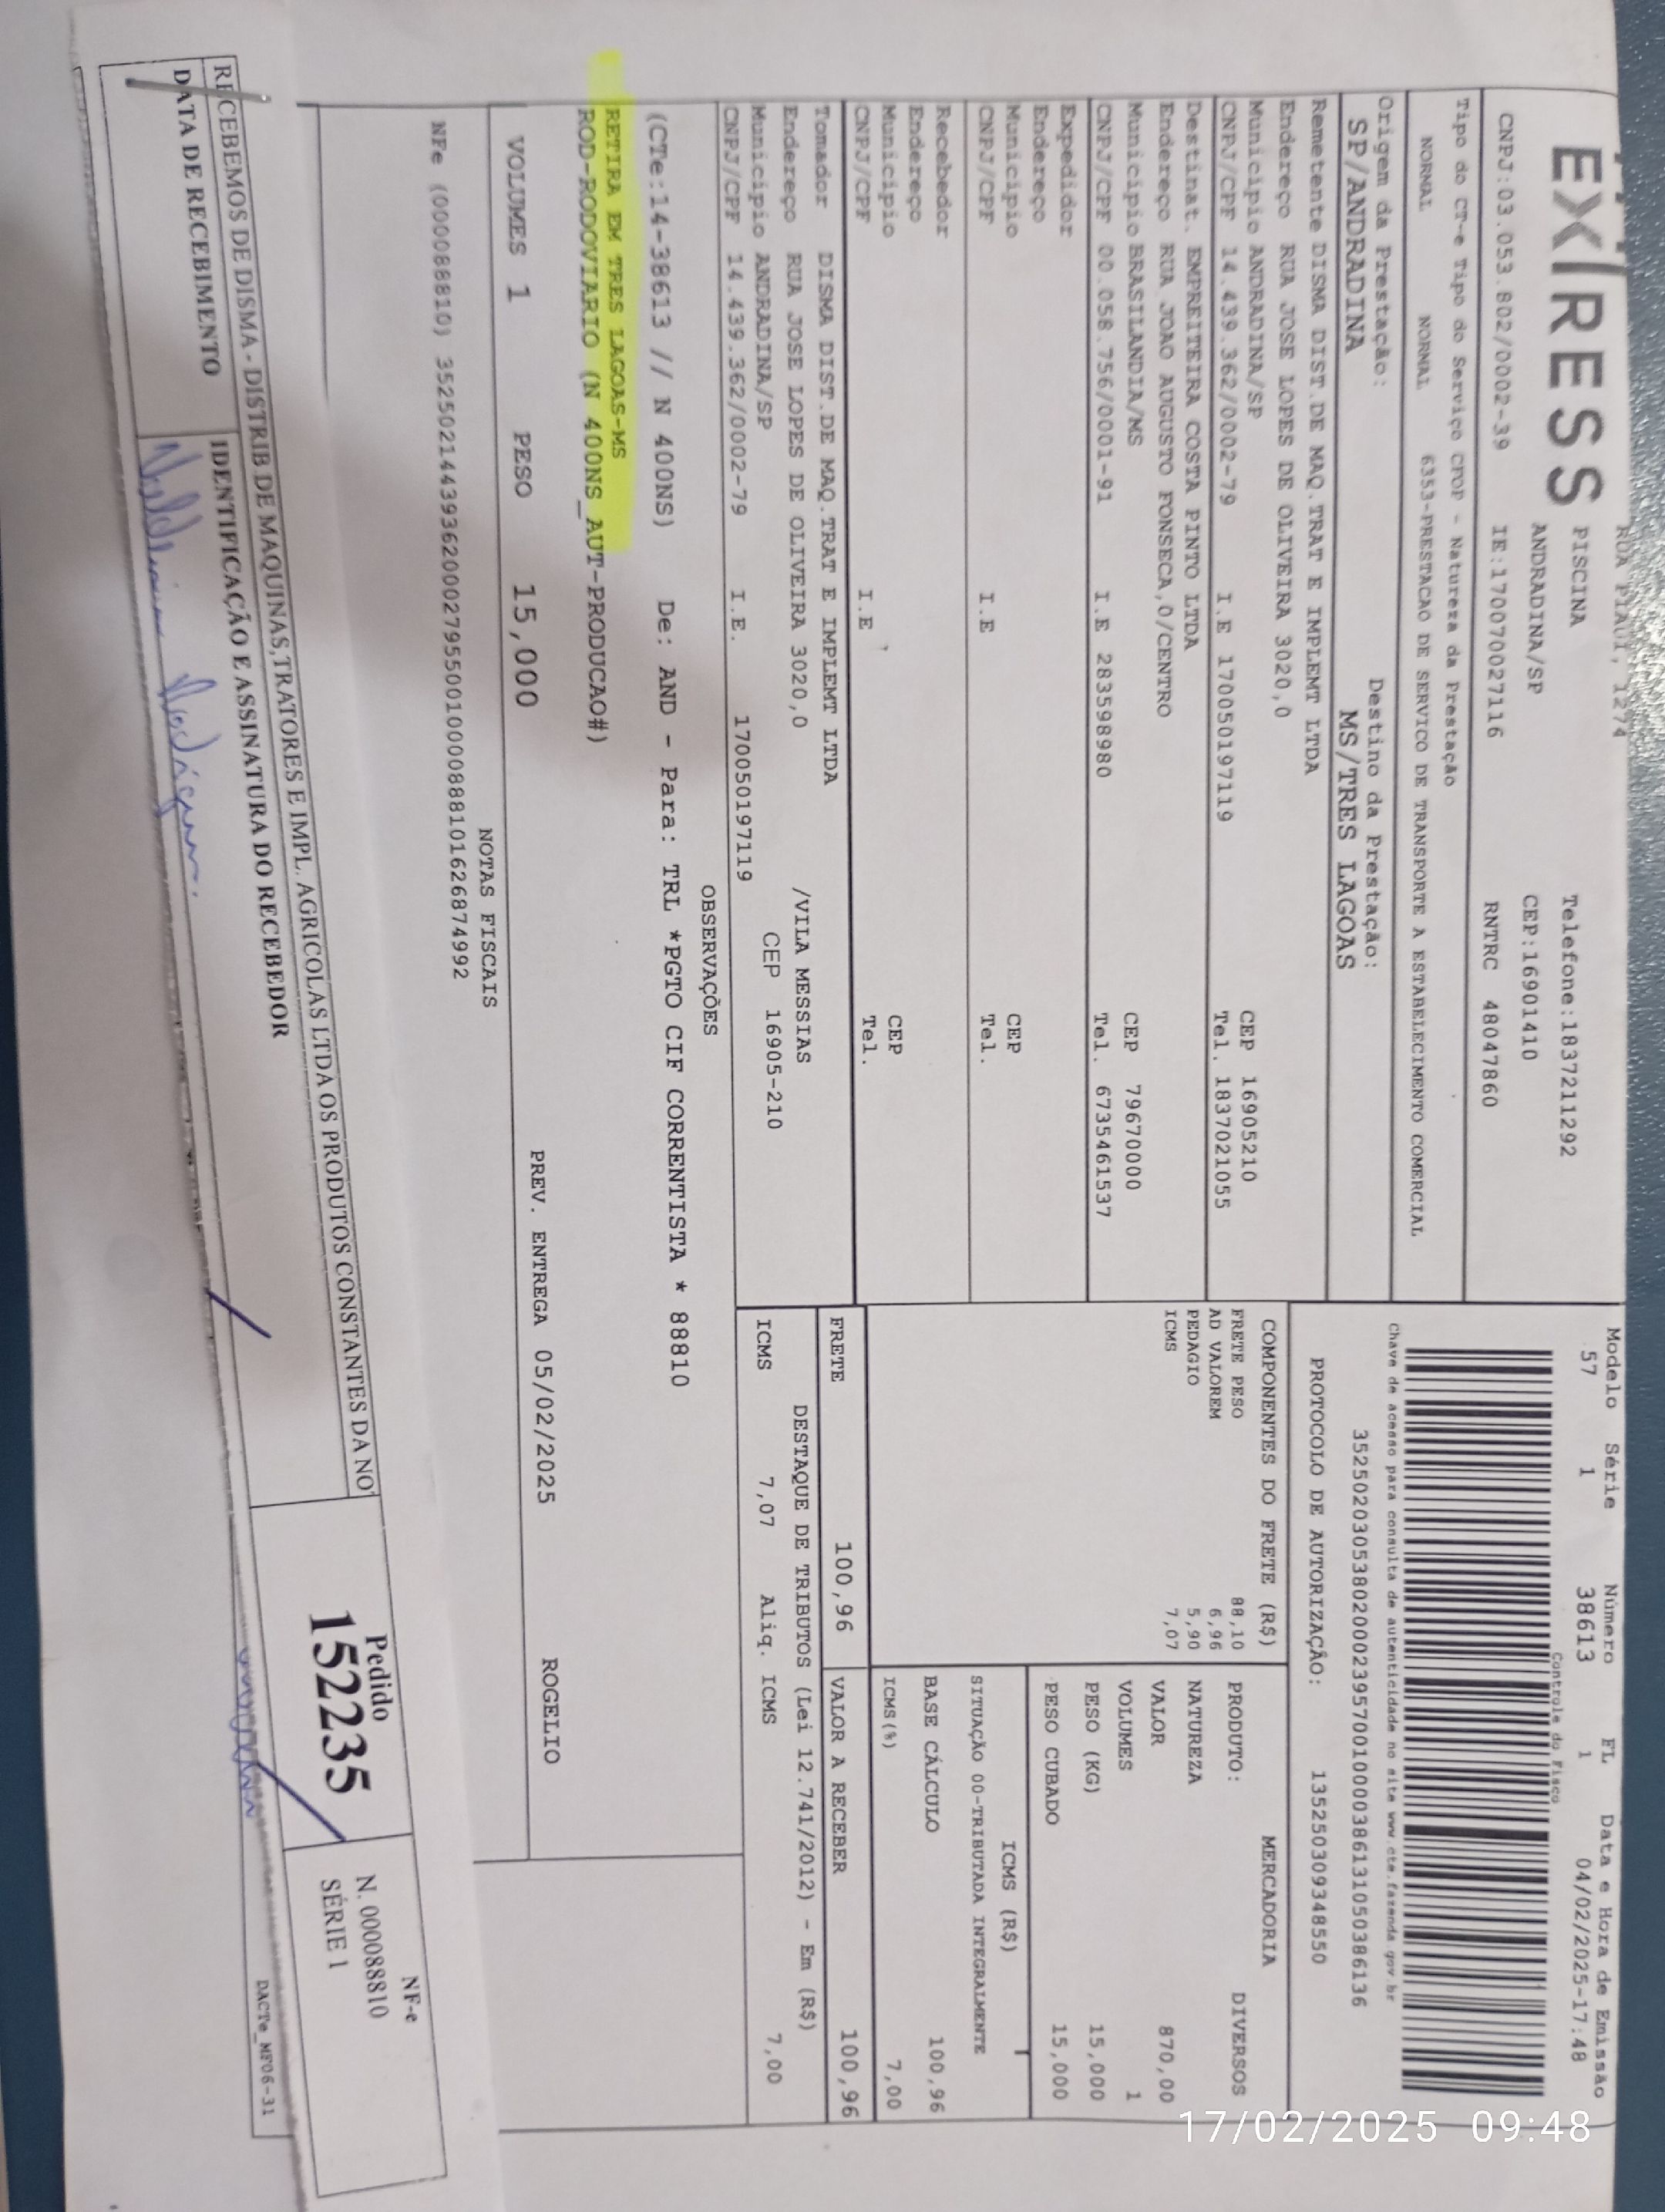 EXPRESS
RUA PIAUI, 1274
PISCINA
Telefone:1837211292
ANDRADINA/SP
CEP:16901410
CNPJ:03.053.802/0002-39
IE:170070027116
RNTRC 48047860
Tipo do CT-e Tipo do Serviço CFOP - Natureza da Prestação
NORMAL NORMAL 6353-PRESTACAO DE SERVICO DE TRANSPORTE A ESTABELECIMENTO COMERCIAL
Origem da Prestação: Destino da Prestação:
SP/ANDRADINA MS/TRES LAGOAS
Remetente DISMA DIST.DE MAQ.TRAT E IMPLEMT LTDA
Endereço RUA JOSE LOPES DE OLIVEIRA 3020,0
Municipio ANDRADINA/SP CEP 16905210
CNPJ/CPF 14.439.362/0002-79 I.E 170050197119 Tel. 1837021055
Destinat. EMPREITEIRA COSTA PINTO LTDA
Endereço RUA JOAO AUGUSTO FONSECA,0/CENTRO
Municipio BRASILANDIA/MS CEP 79670000
CNPJ/CPF 00.058.756/0001-91 I.E 283598980 Tel. 6735461537
Expedidor
Endereço
Municipio CEP
CNPJ/CPF I.E Tel.
Recebedor
Endereço
Municipio CEP
CNPJ/CPF I.E Tel.
Tomador DISMA DIST.DE MAQ.TRAT E IMPLEMT LTDA
Endereço RUA JOSE LOPES DE OLIVEIRA 3020,0 /VILA MESSIAS
Municipio ANDRADINA/SP CEP 16905-210
CNPJ/CPF 14.439.362/0002-79 I.E. 170050197119
Modelo Série Número FL Data e Hora de Emissão
57 1 38613 1 04/02/2025-17:48
Controle do Fisco
Chave de acesso para consulta de autenticidade no site www.cte.fazenda.gov.br
35250203053802000239570010000386131050386136
PROTOCOLO DE AUTORIZAÇÃO: 135250309348550
COMPONENTES DO FRETE (R$)
FRETE PESO 88,10
AD VALOREM 6,96
PEDAGIO 5,90
ICMS 7,07
MERCADORIA
PRODUTO: DIVERSOS
NATUREZA
VALOR 870,00
VOLUMES 1
PESO (KG) 15,000
PESO CUBADO 15,000
ICMS (R$)
SITUAÇÃO 00-TRIBUTADA INTEGRALMENTE
BASE CÁLCULO 100,96
ICMS(%) 7,00
FRETE 100,96 VALOR A RECEBER 100,96
DESTAQUE DE TRIBUTOS (Lei 12.741/2012) - Em (R$)
ICMS 7,07 Aliq. ICMS 7,00
OBSERVAÇÕES
(CTe:14-38613 // N 400NS) De: AND - Para: TRL *PGTO CIF CORRENTISTA * 88810
RETIRA EM TRES LAGOAS-MS
ROD-RODOVIARIO (N 400NS_AUT-PRODUCAO#)
VOLUMES 1 PESO 15,000 PREV. ENTREGA 05/02/2025 ROGELIO
NOTAS FISCAIS
NFe (000088810) 35250214439362000279550010000888101626874992
RECEBEMOS DE DISMA - DISTRIB DE MAQUINAS,TRATORES E IMPL. AGRICOLAS LTDA OS PRODUTOS CONSTANTES DA NO
DATA DE RECEBIMENTO
IDENTIFICAÇÃO E ASSINATURA DO RECEBEDOR
Pedido
152235
NF-e
N. 000088810
SÉRIE 1
DACTe_MF06-31
17/02/2025 09:48